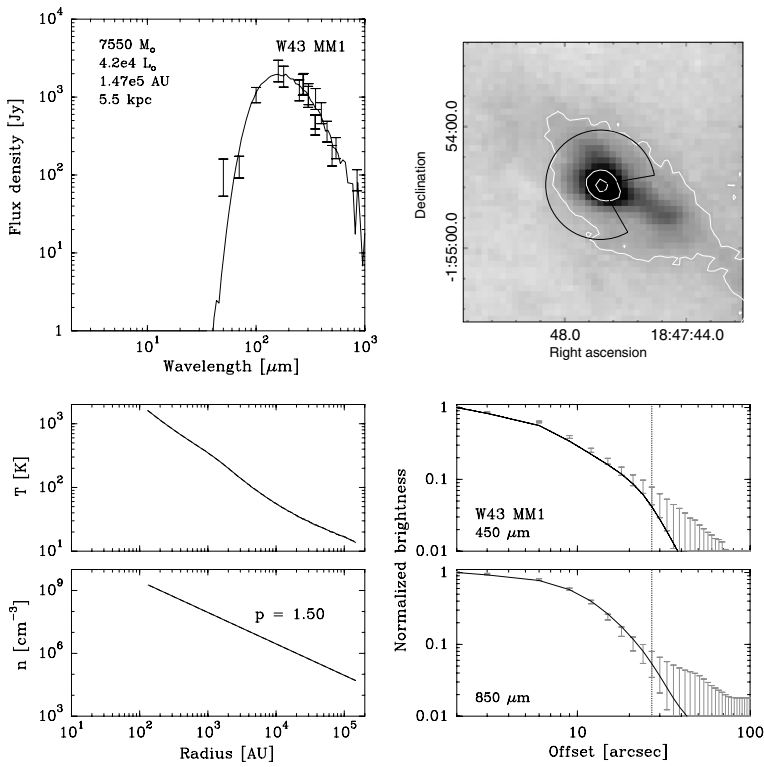 W43 MM1
7550 M☉
4.2e4 L☉
1.47e5 AU
5.5 kpc
Flux density [Jy]
10⁴
10³
10²
10¹
1
10¹ 10² 10³
Wavelength [μm]
Declination
54:00.0
-1:55:00.0
48.0 18:47:44.0
Right ascension
T [K]
10³
10²
10¹
n [cm⁻³]
10⁹
10⁶
10³
p = 1.50
10¹ 10² 10³ 10⁴ 10⁵
Radius [AU]
Normalized brightness
1
0.1
0.01
W43 MM1
450 μm
1
0.1
0.01
850 μm
10 100
Offset [arcsec]